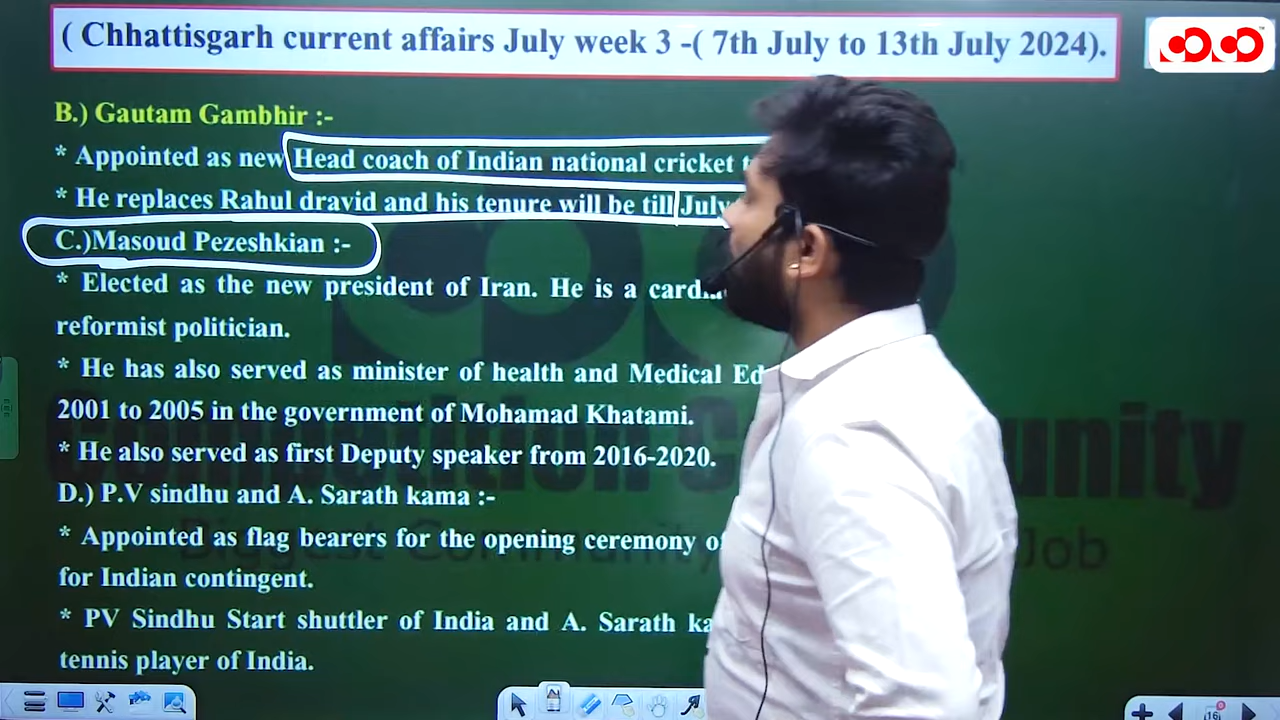 ( Chhattisgarh current affairs July week 3 -( 7th July to 13th July 2024).
B.) Gautam Gambhir :-
* Appointed as new Head coach of Indian national cricket
* He replaces Rahul dravid and his tenure will be till July
C.)Masoud Pezeshkian :-
* Elected as the new president of Iran. He is a
reformist politician.
* He has also served as minister of health and Medical
2001 to 2005 in the government of Mohamad Khatami.
* He also served as first Deputy speaker from 2016-2020.
D.) P.V sindhu and A. Sarath kama :-
* Appointed as flag bearers for the opening ceremony
for Indian contingent.
* PV Sindhu Start shuttler of India and A. Sarath
tennis player of India.